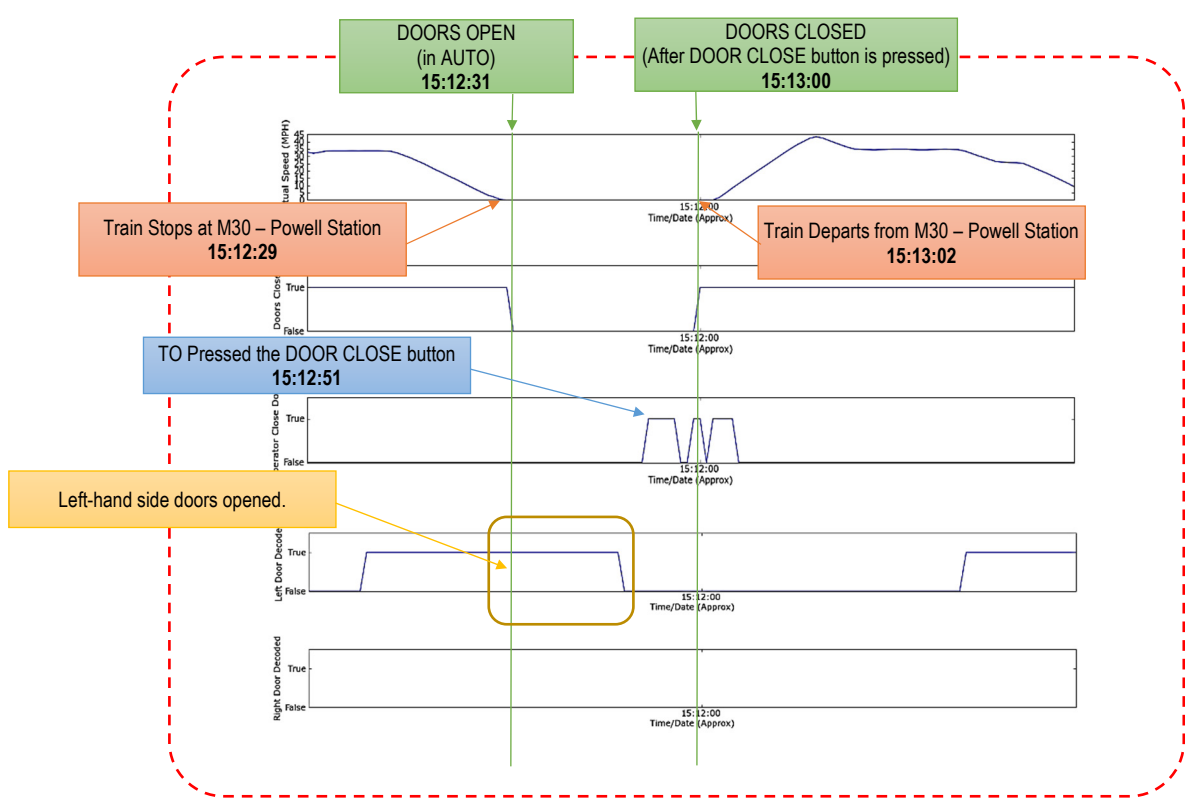 DOORS OPEN
(in AUTO)
15:12:31
DOORS CLOSED
(After DOOR CLOSE button is pressed)
15:13:00
45
40
35
30
25
20
15
10
5
0
(MPH)
Speed
15:12:00
Time/Date (Approx)
Train Stops at M30 – Powell Station
15:12:29
Train Departs from M30 – Powell Station
15:13:02
Doors
True
False
15:12:00
Time/Date (Approx)
TO Pressed the DOOR CLOSE button
15:12:51
Close
True
False
15:12:00
Time/Date (Approx)
Left-hand side doors opened.
Left Door Decoded
True
False
15:12:00
Time/Date (Approx)
Right Door Decoded
True
False
15:12:00
Time/Date (Approx)